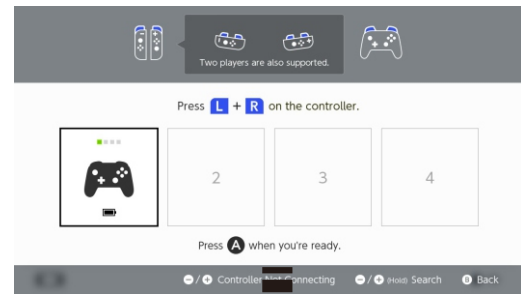 Two players are also supported.
Press L + R on the controller.
2
3
4
Press A when you're ready.
−/+ Controller Not Connecting −/+ (Hold) Search B Back